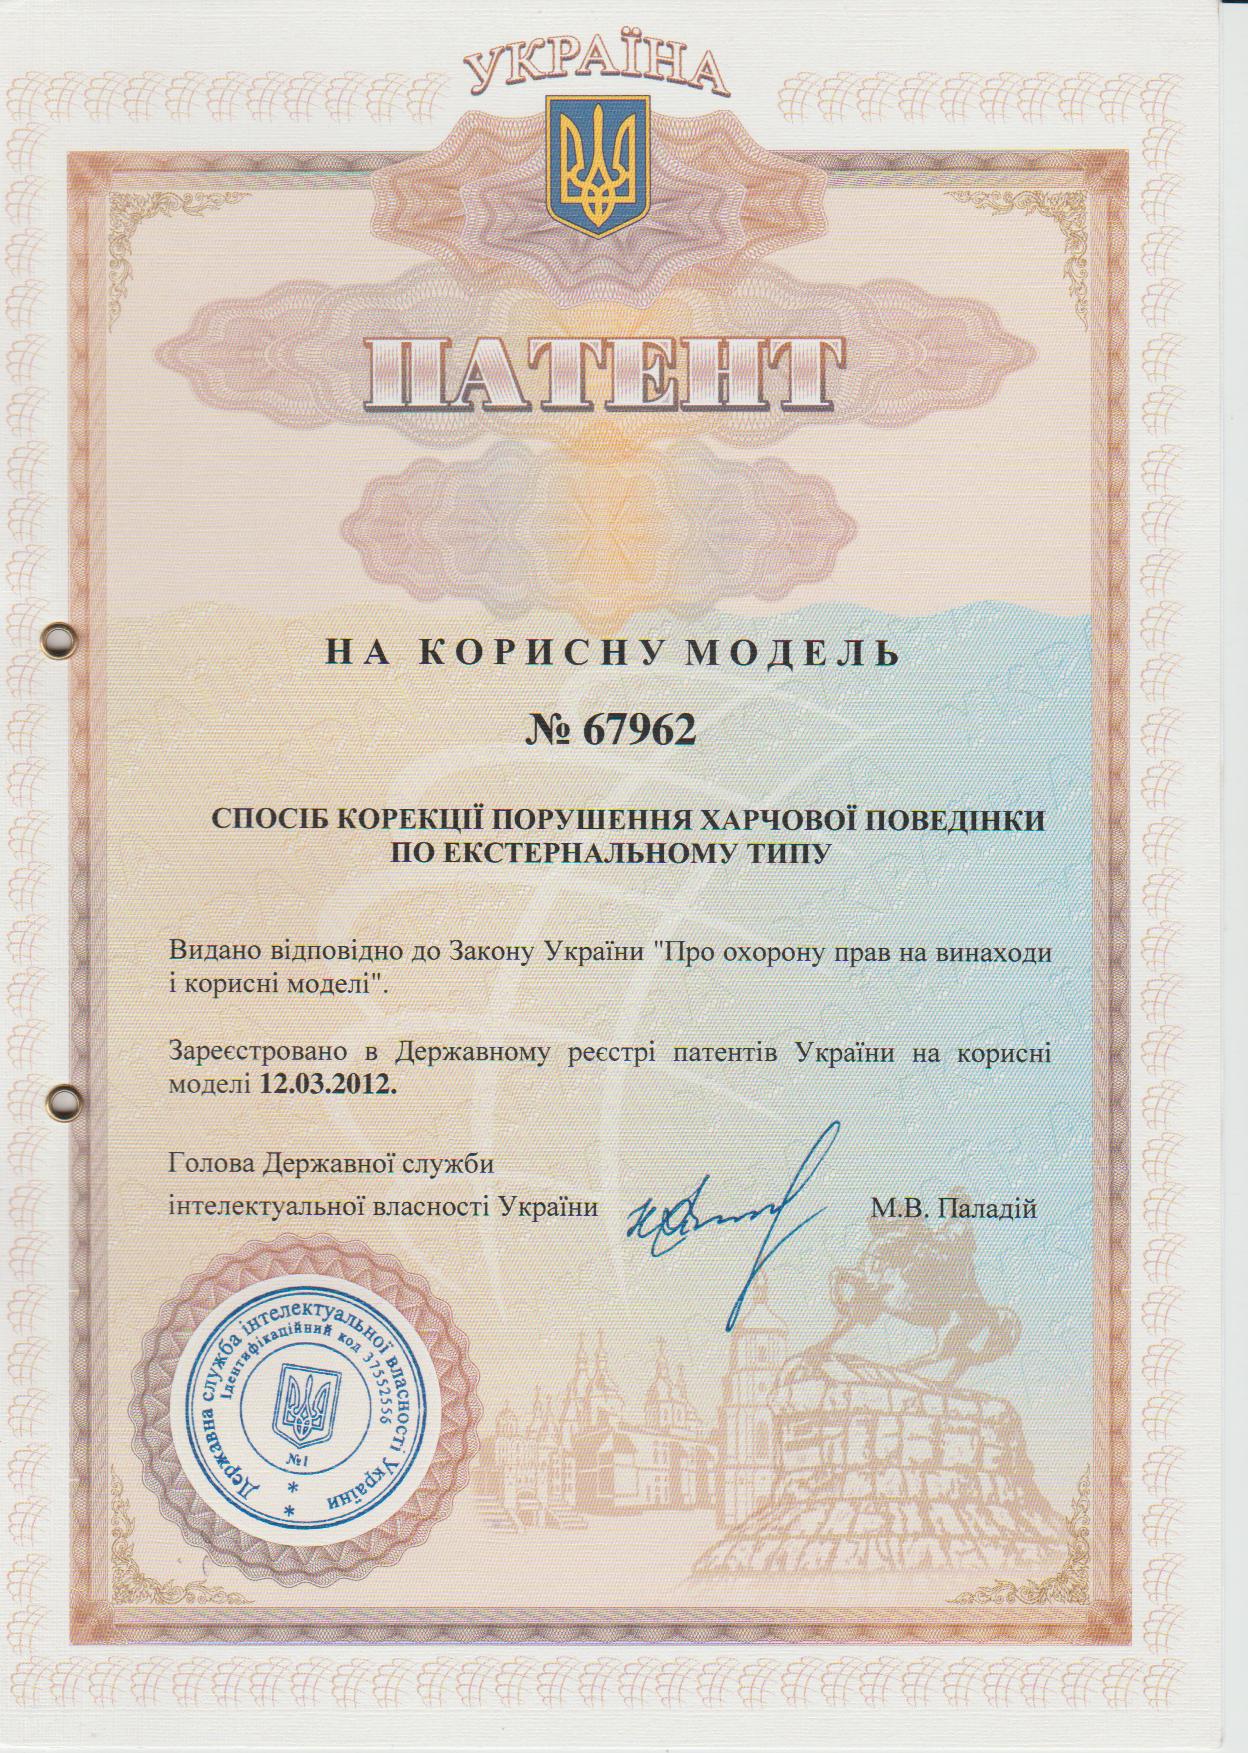 УКРАЇНА
ПАТЕНТ
НА КОРИСНУ МОДЕЛЬ
№ 67962
СПОСІБ КОРЕКЦІЇ ПОРУШЕННЯ ХАРЧОВОЇ ПОВЕДІНКИ
ПО ЕКСТЕРНАЛЬНОМУ ТИПУ
Видано відповідно до Закону України "Про охорону прав на винаходи
і корисні моделі".
Зареєстровано в Державному реєстрі патентів України на корисні
моделі 12.03.2012.
Голова Державної служби
інтелектуальної власності України М.В. Паладій
Державна служба інтелектуальної власності України
Ідентифікаційний код 37552556
№1
* *